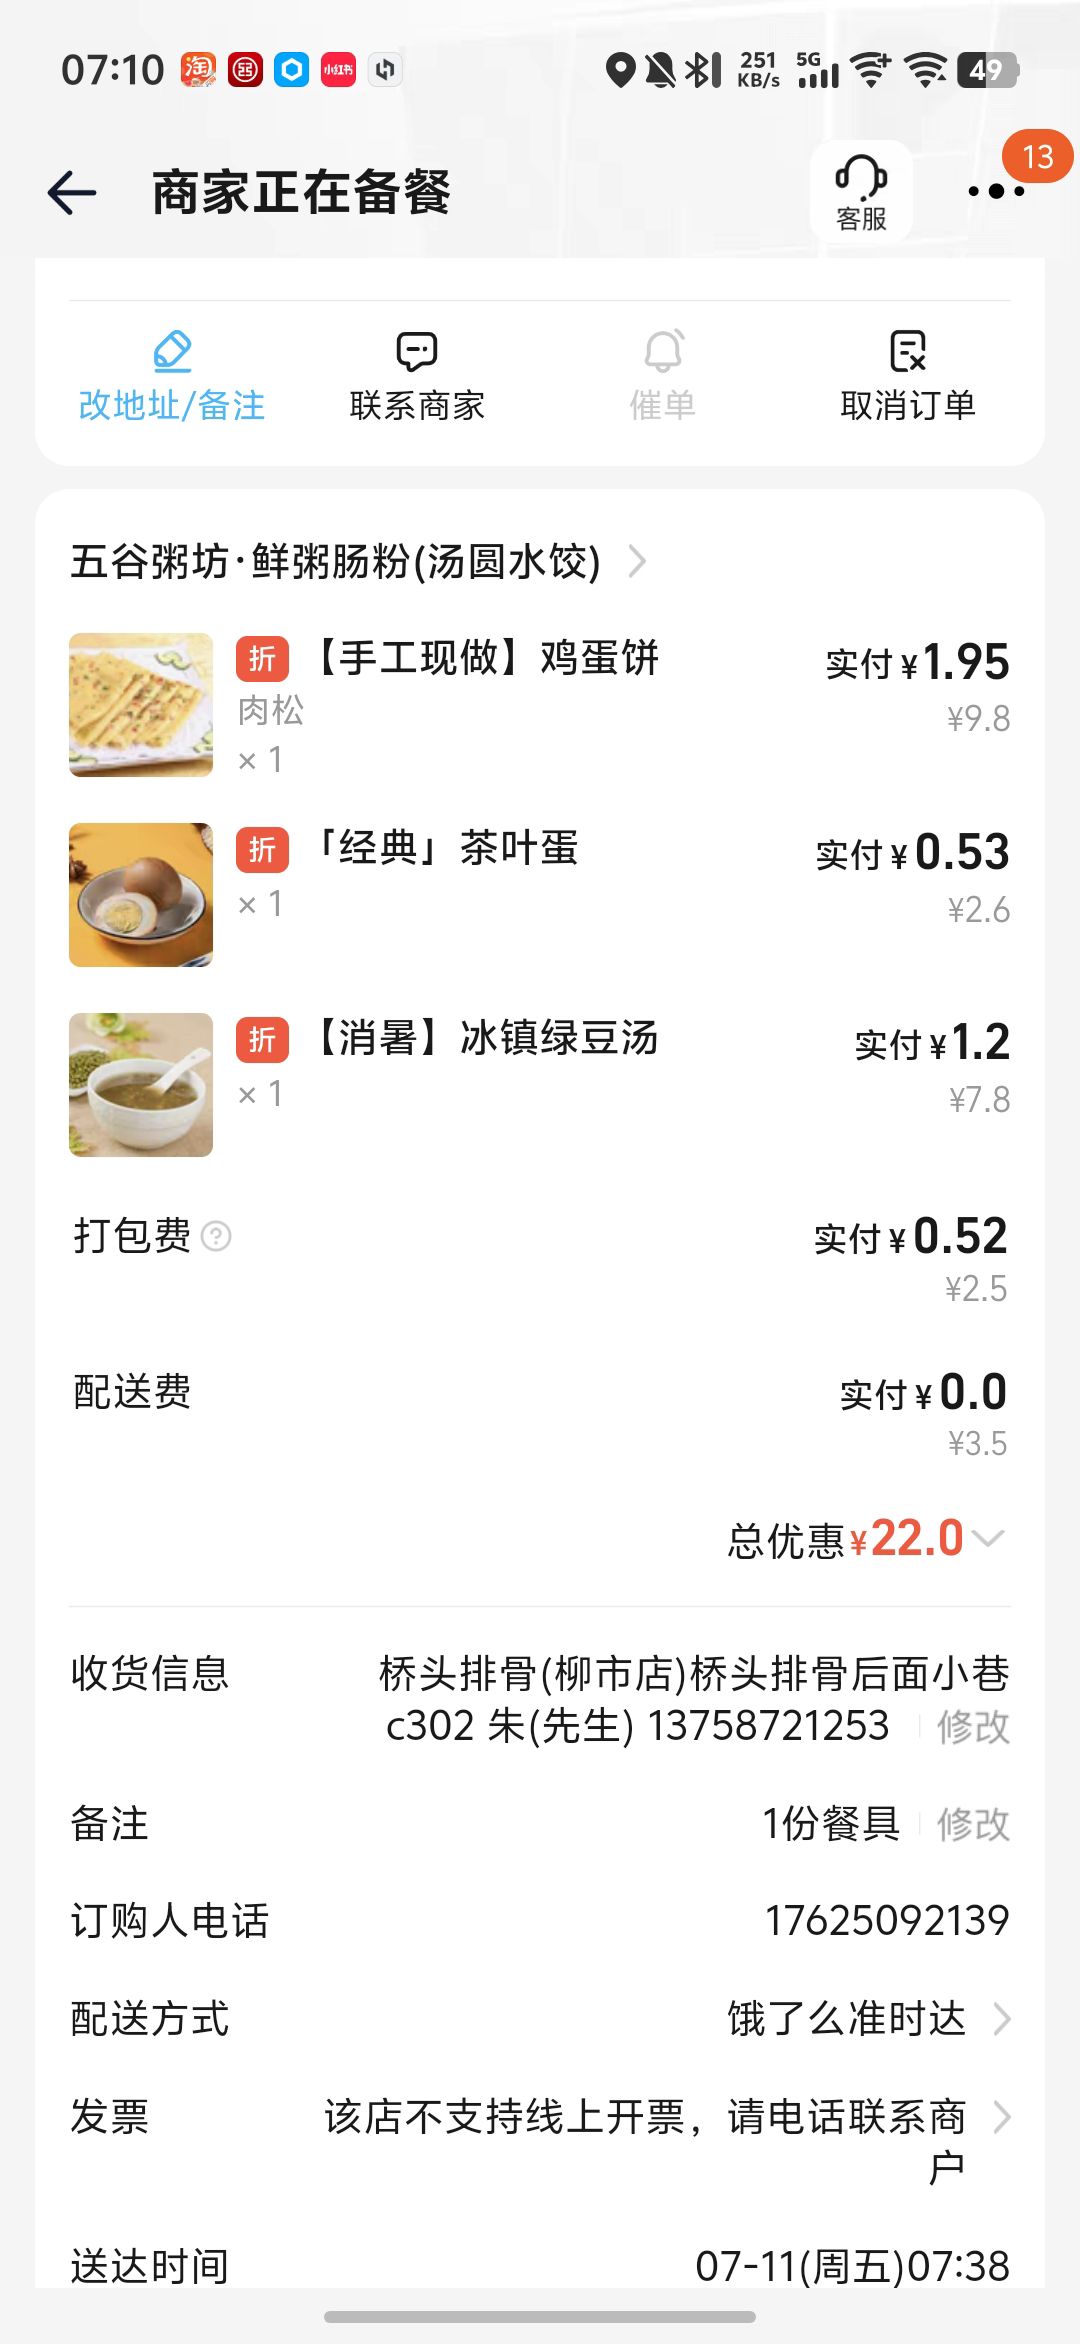 07:10 淘 小红书 251 KB/s 5G 49
商家正在备餐
客服
13
改地址/备注 联系商家 催单 取消订单
五谷粥坊·鲜粥肠粉(汤圆水饺)
折 【手工现做】鸡蛋饼 实付¥1.95
肉松 ¥9.8
× 1
折 「经典」茶叶蛋 实付¥0.53
× 1 ¥2.6
折 【消暑】冰镇绿豆汤 实付¥1.2
× 1 ¥7.8
打包费 ? 实付¥0.52
¥2.5
配送费 实付¥0.0
¥3.5
总优惠¥22.0
收货信息 桥头排骨(柳市店)桥头排骨后面小巷
c302 朱(先生) 13758721253 修改
备注 1份餐具 修改
订购人电话 17625092139
配送方式 饿了么准时达
发票 该店不支持线上开票，请电话联系商
户
送达时间 07-11(周五)07:38